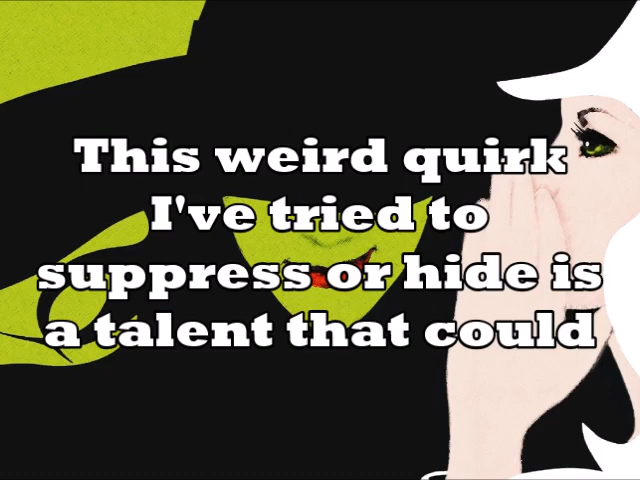 This weird quirk
I've tried to
suppress or hide is
a talent that could